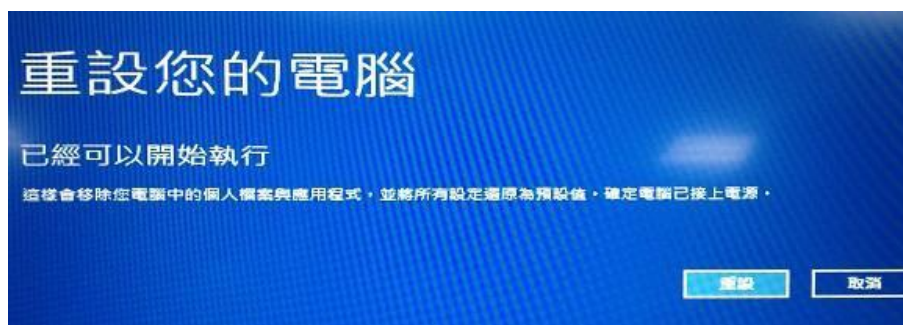 重設您的電腦
已經可以開始執行
這樣會移除您電腦中的個人檔案與應用程式，並將所有設定還原為預設值。確定電腦已接上電源。
重設
取消